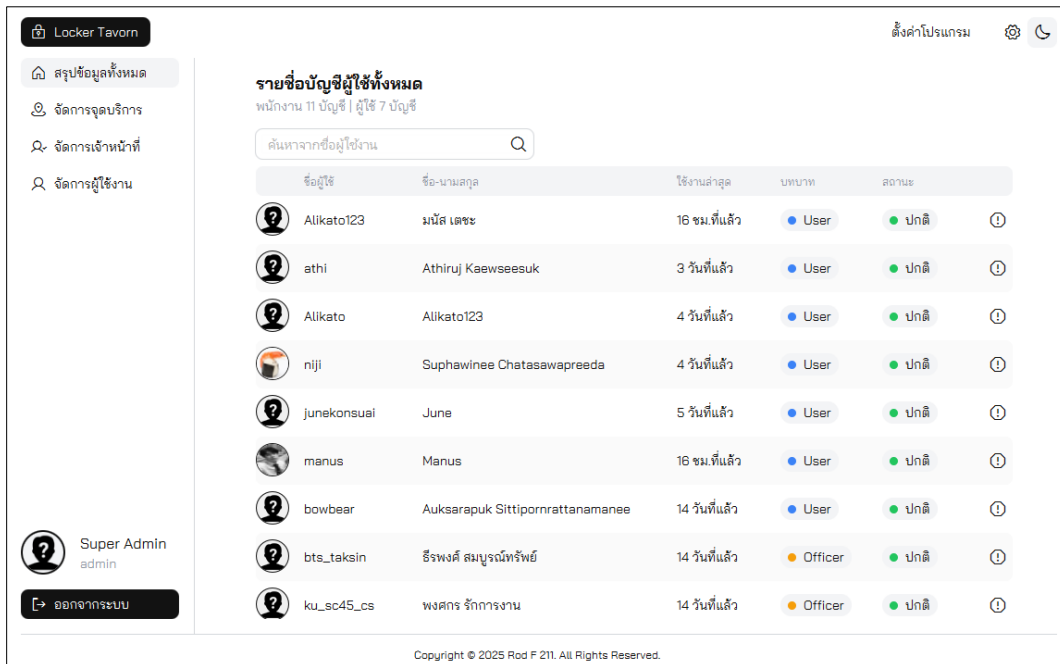 Locker Tavorn
ตั้งค่าโปรแกรม
สรุปข้อมูลทั้งหมด
จัดการจุดบริการ
จัดการเจ้าหน้าที่
จัดการผู้ใช้งาน
รายชื่อบัญชีผู้ใช้ทั้งหมด
พนักงาน 11 บัญชี | ผู้ใช้ 7 บัญชี
ค้นหาจากชื่อผู้ใช้งาน
ชื่อผู้ใช้ ชื่อ-นามสกุล ใช้งานล่าสุด บทบาท สถานะ
Alikato123 มนัส เตชะ 16 ชม.ที่แล้ว User ปกติ
athi Athiruj Kaewseesuk 3 วันที่แล้ว User ปกติ
Alikato Alikato123 4 วันที่แล้ว User ปกติ
niji Suphawinee Chatasawapreeda 4 วันที่แล้ว User ปกติ
junekonsuai June 5 วันที่แล้ว User ปกติ
manus Manus 16 ชม.ที่แล้ว User ปกติ
bowbear Auksarapuk Sittipornrattanamanee 14 วันที่แล้ว User ปกติ
bts_taksin ธีรพงศ์ สมบูรณ์ทรัพย์ 14 วันที่แล้ว Officer ปกติ
ku_sc45_cs พงศกร รักการงาน 14 วันที่แล้ว Officer ปกติ
Super Admin
admin
ออกจากระบบ
Copyright © 2025 Rod F 211. All Rights Reserved.